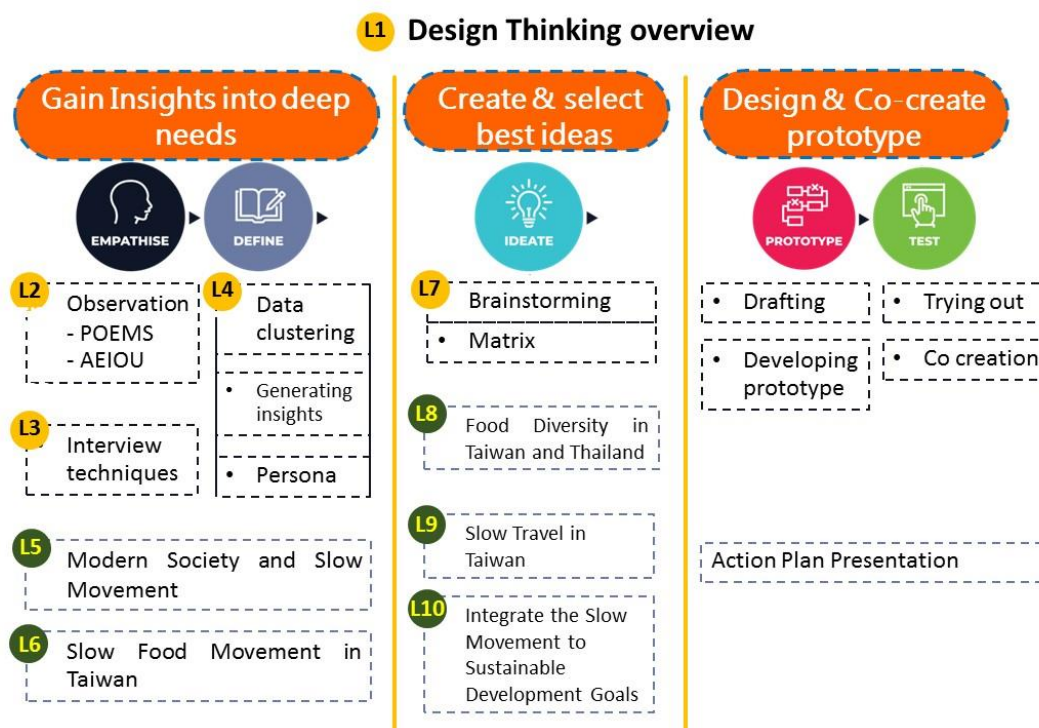 L1 Design Thinking overview
Gain Insights into deep
needs
EMPATHISE
DEFINE
L2
Observation
- POEMS
- AEIOU
L3
Interview
techniques
L4
Data
clustering
• Generating
insights
• Persona
L5
Modern Society and Slow
Movement
L6
Slow Food Movement in
Taiwan
Create & select
best ideas
IDEATE
L7
Brainstorming
• Matrix
L8
Food Diversity in
Taiwan and Thailand
L9
Slow Travel in
Taiwan
L10
Integrate the Slow
Movement to
Sustainable
Development Goals
Design & Co-create
prototype
PROTOTYPE
TEST
• Drafting
• Developing
prototype
• Trying out
• Co creation
Action Plan Presentation